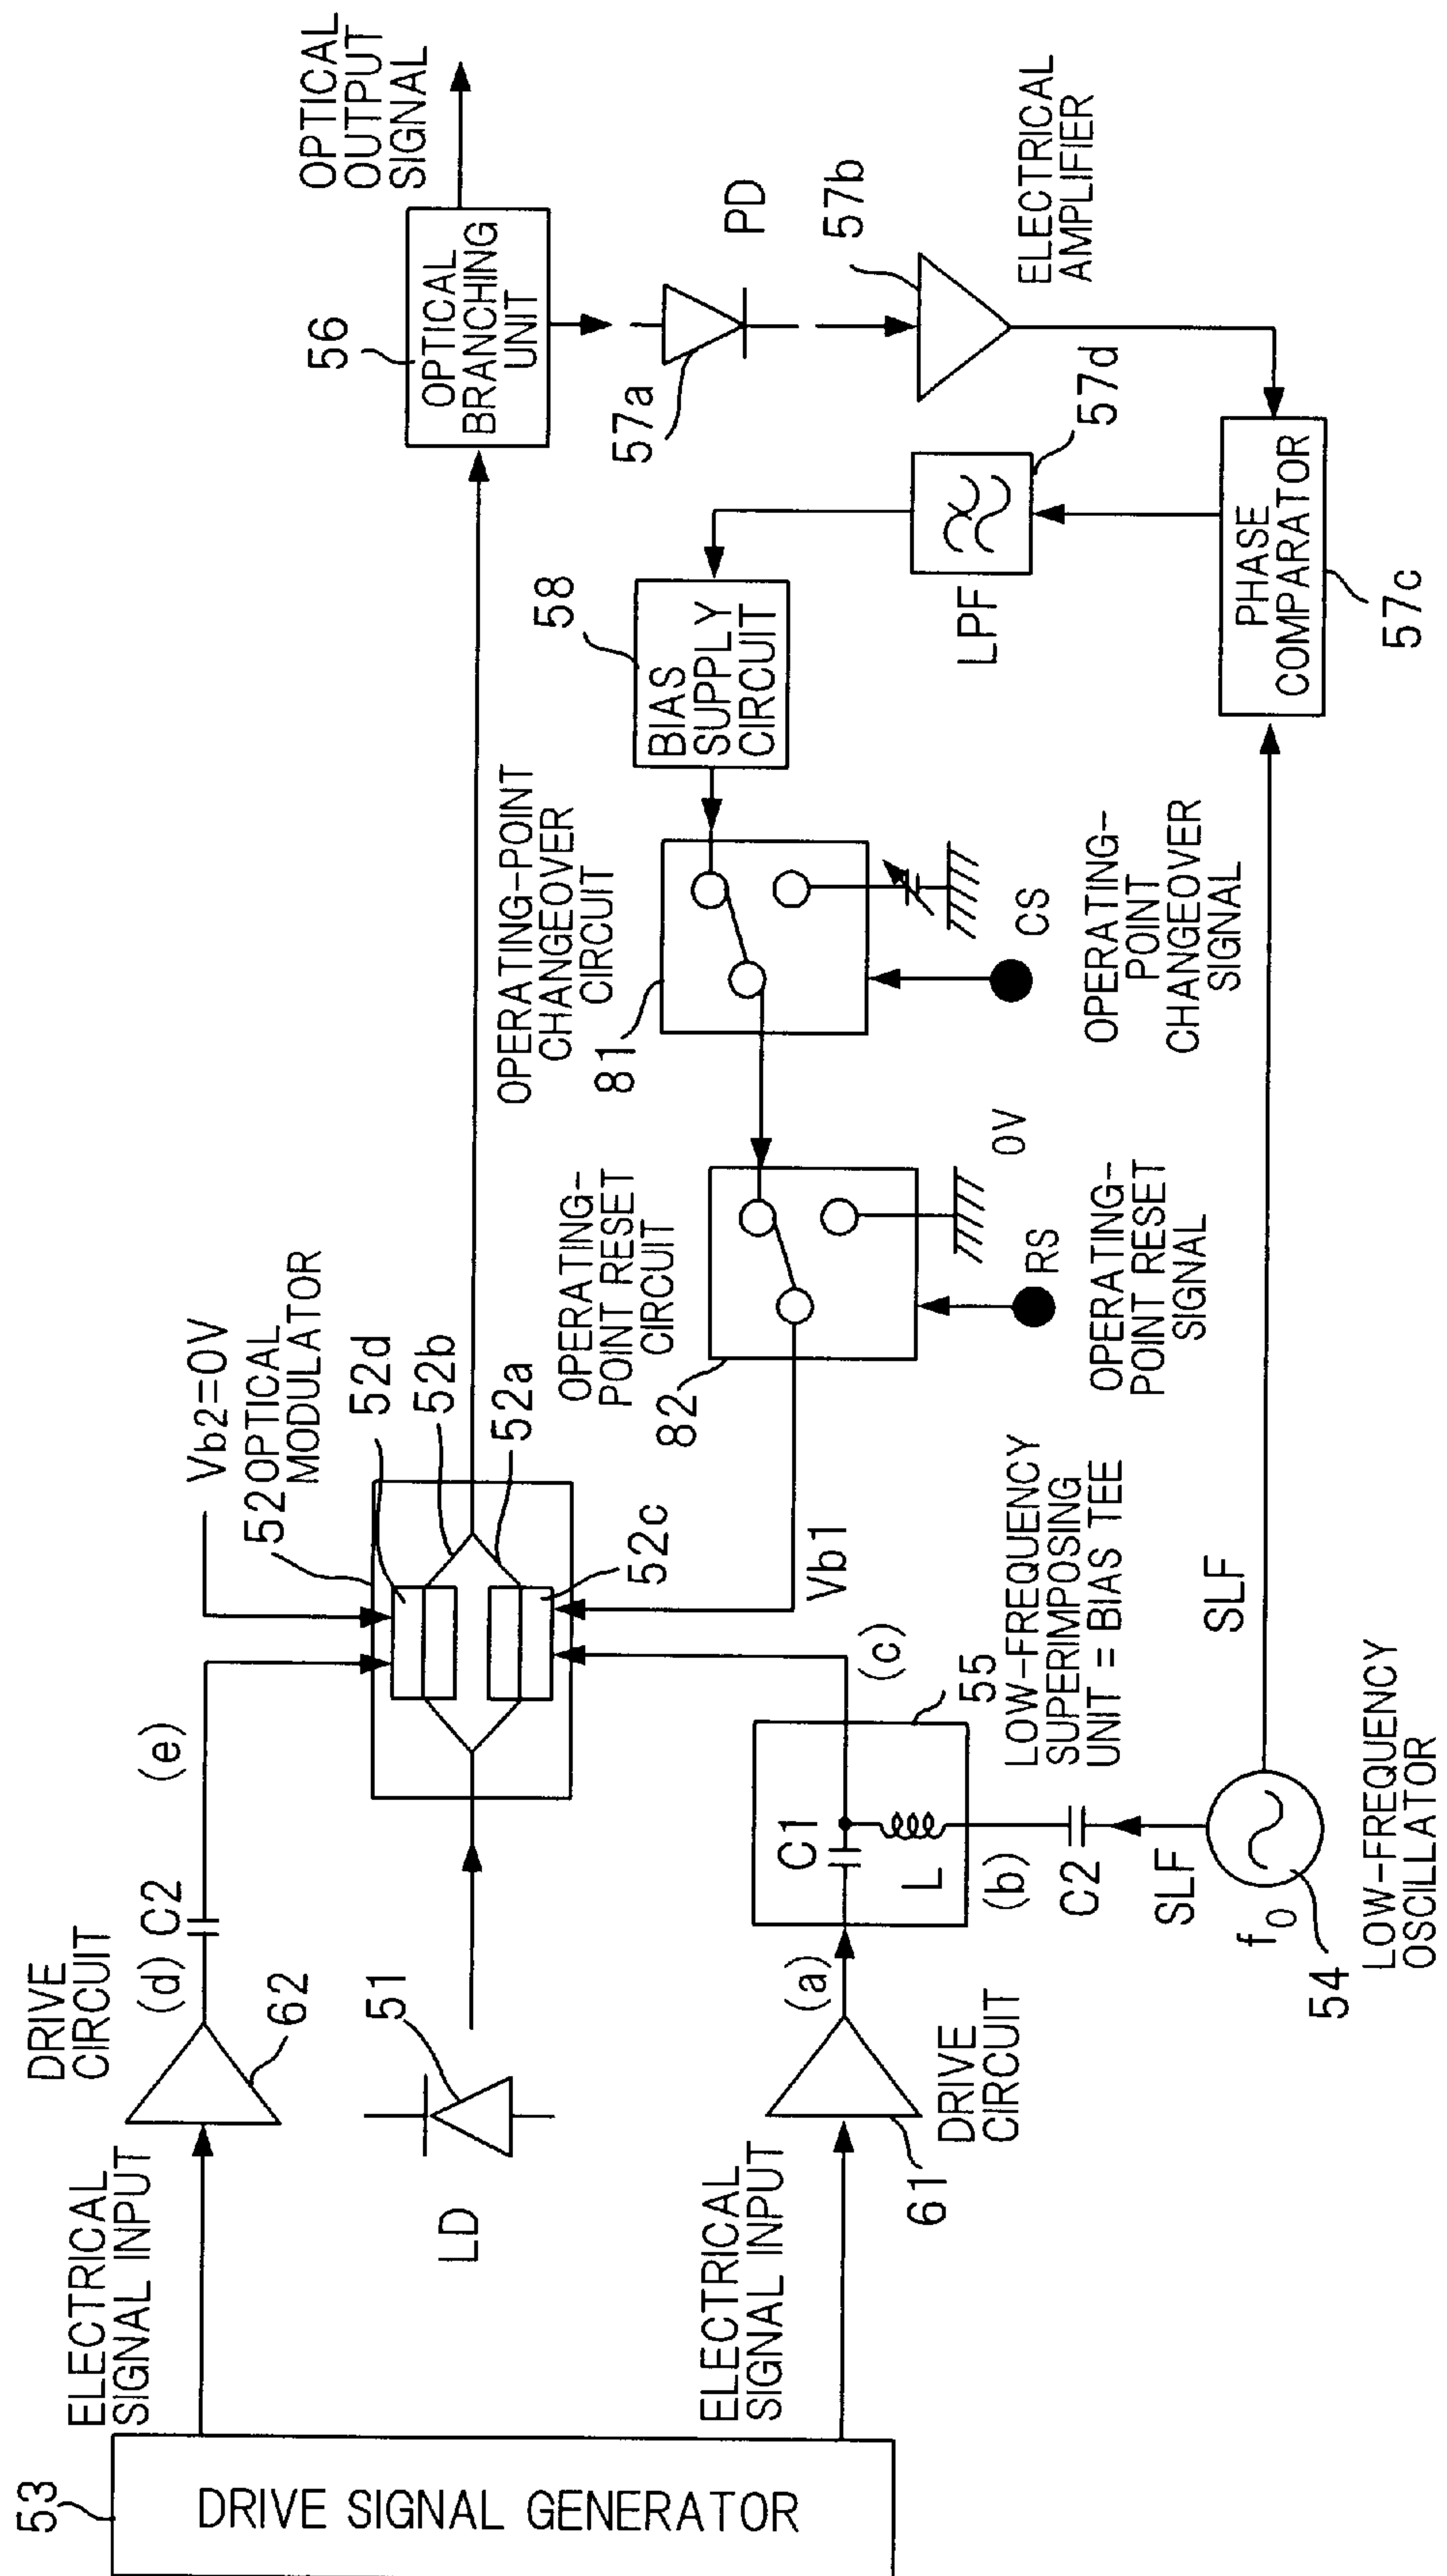 53
DRIVE SIGNAL GENERATOR
ELECTRICAL
SIGNAL INPUT
DRIVE
CIRCUIT
62
(d)
C2
(e)
Vb2=0V
52
OPTICAL
MODULATOR
52d
52b
52a
52c
LD
51
ELECTRICAL
SIGNAL INPUT
61
DRIVE
CIRCUIT
(a)
C1
L
(b)
(c)
55
LOW-FREQUENCY
SUPERIMPOSING
UNIT = BIAS TEE
C2
SLF
f0
54
LOW-FREQUENCY
OSCILLATOR
SLF
Vb1
OPERATING-
POINT RESET
CIRCUIT
82
0V
RS
OPERATING-
POINT RESET
SIGNAL
OPERATING-POINT
CHANGEOVER
CIRCUIT
81
CS
OPERATING-
POINT
CHANGEOVER
SIGNAL
58
BIAS
SUPPLY
CIRCUIT
LPF
57d
PHASE
COMPARATOR
57c
56
OPTICAL
BRANCHING
UNIT
OPTICAL
OUTPUT
SIGNAL
57a
PD
57b
ELECTRICAL
AMPLIFIER